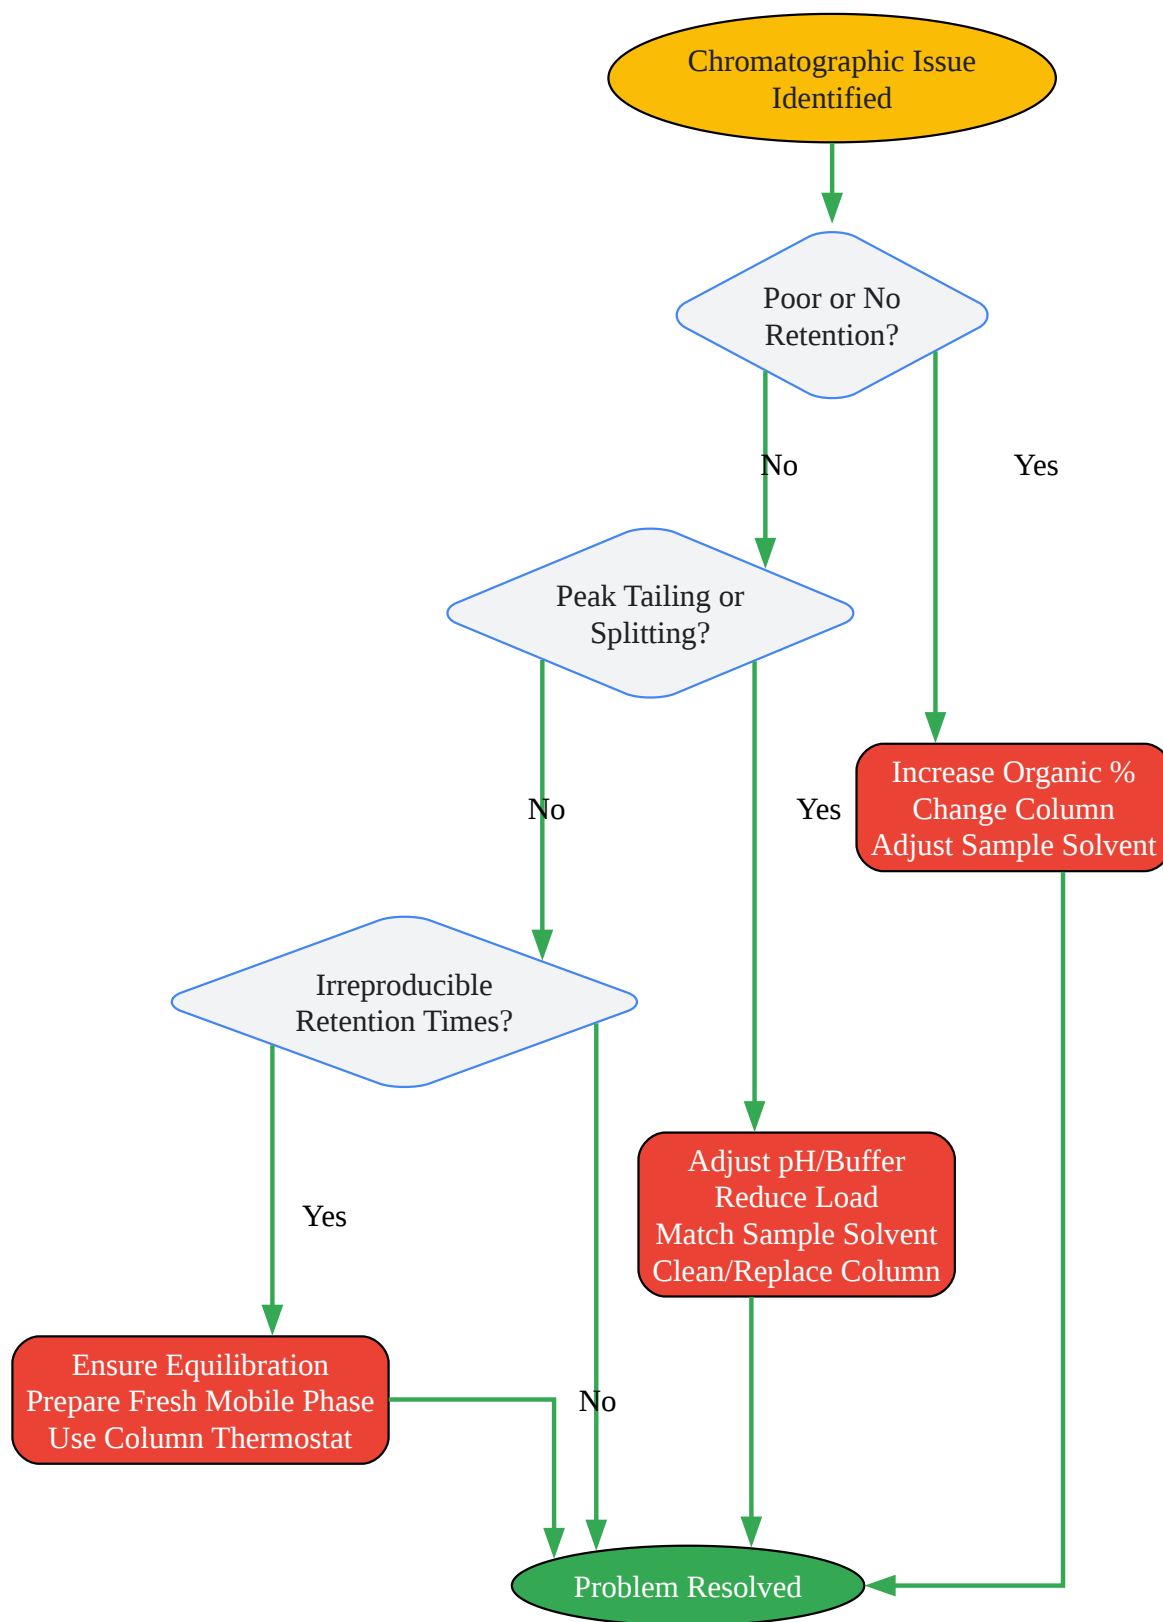 Chromatographic Issue
Identified
Poor or No
Retention?
No
Yes
Peak Tailing or
Splitting?
No
Yes
Increase Organic %
Change Column
Adjust Sample Solvent
Irreproducible
Retention Times?
Yes
No
Adjust pH/Buffer
Reduce Load
Match Sample Solvent
Clean/Replace Column
Ensure Equilibration
Prepare Fresh Mobile Phase
Use Column Thermostat
Problem Resolved